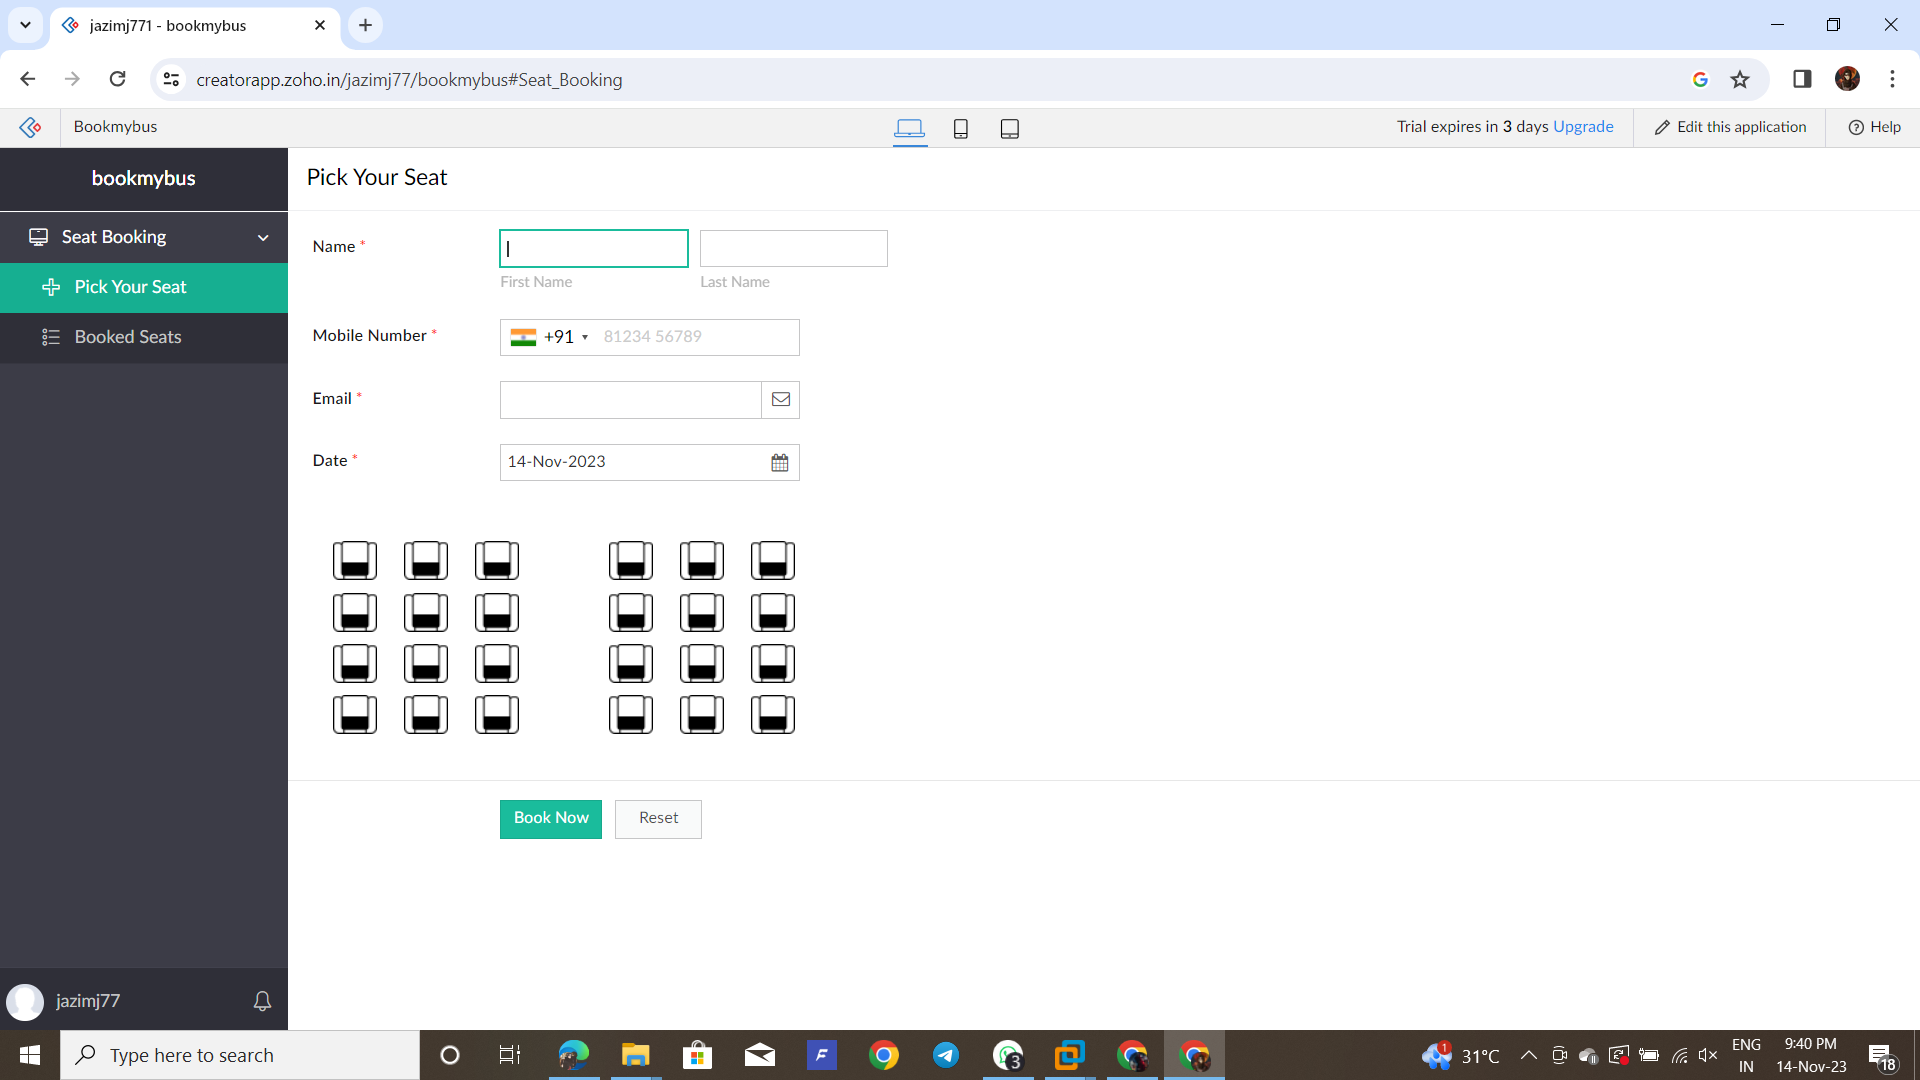 jazimj771 - bookmybus
creatorapp.zoho.in/jazimj77/bookmybus#Seat_Booking
Bookmybus
Trial expires in 3 days Upgrade
Edit this application
Help
bookmybus
Pick Your Seat
Seat Booking
Pick Your Seat
Booked Seats
Name *
First Name
Last Name
Mobile Number *
+91
81234 56789
Email *
Date *
14-Nov-2023
Book Now
Reset
jazimj77
Type here to search
F
3
1
31°C
ENG
IN
9:40 PM
14-Nov-23
18